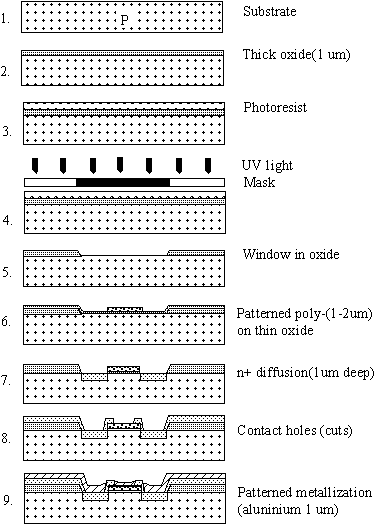 1. Substrate
P
2. Thick oxide(1 um)
3. Photoresist
UV light
Mask
4.
5. Window in oxide
6. Patterned poly-(1-2um)
on thin oxide
7. n+ diffusion(1um deep)
8. Contact holes (cuts)
9. Patterned metallization
(aluninium 1 um)